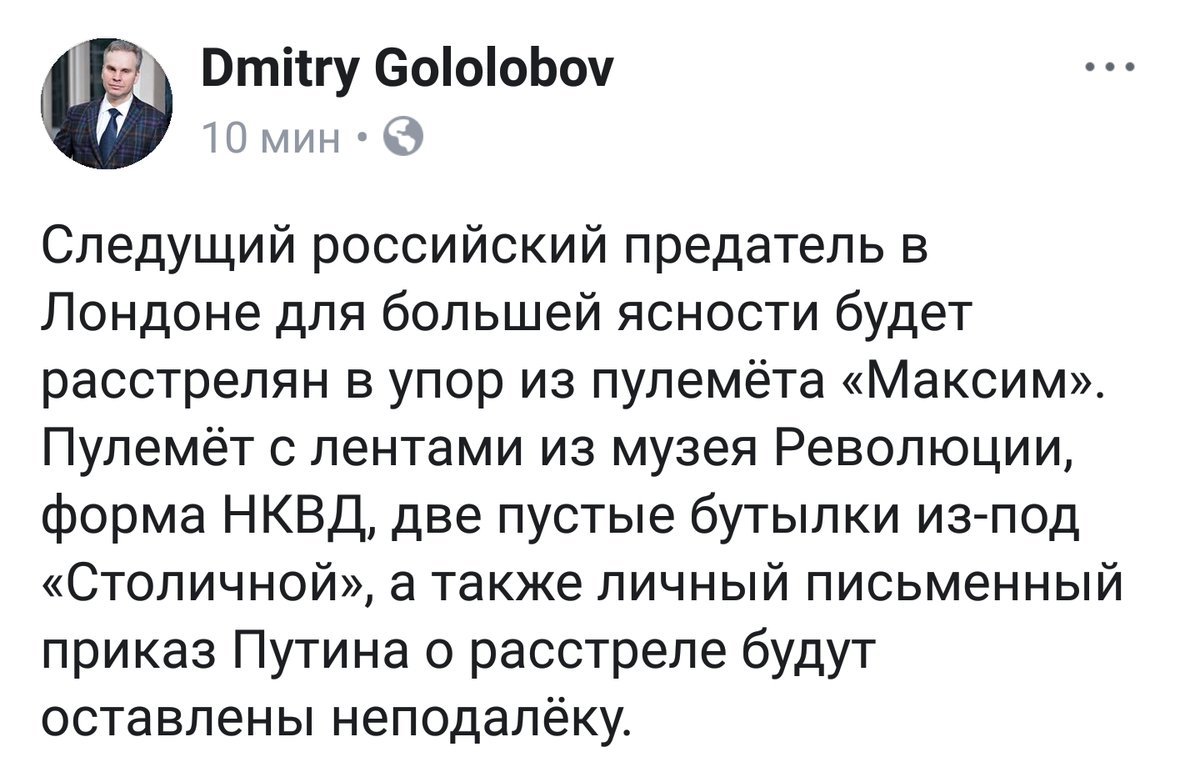 Dmitry Gololobov
10 мин •
Следущий российский предатель в
Лондоне для большей ясности будет
расстрелян в упор из пулемёта «Максим».
Пулемёт с лентами из музея Революции,
форма НКВД, две пустые бутылки из-под
«Столичной», а также личный письменный
приказ Путина о расстреле будут
оставлены неподалёку.